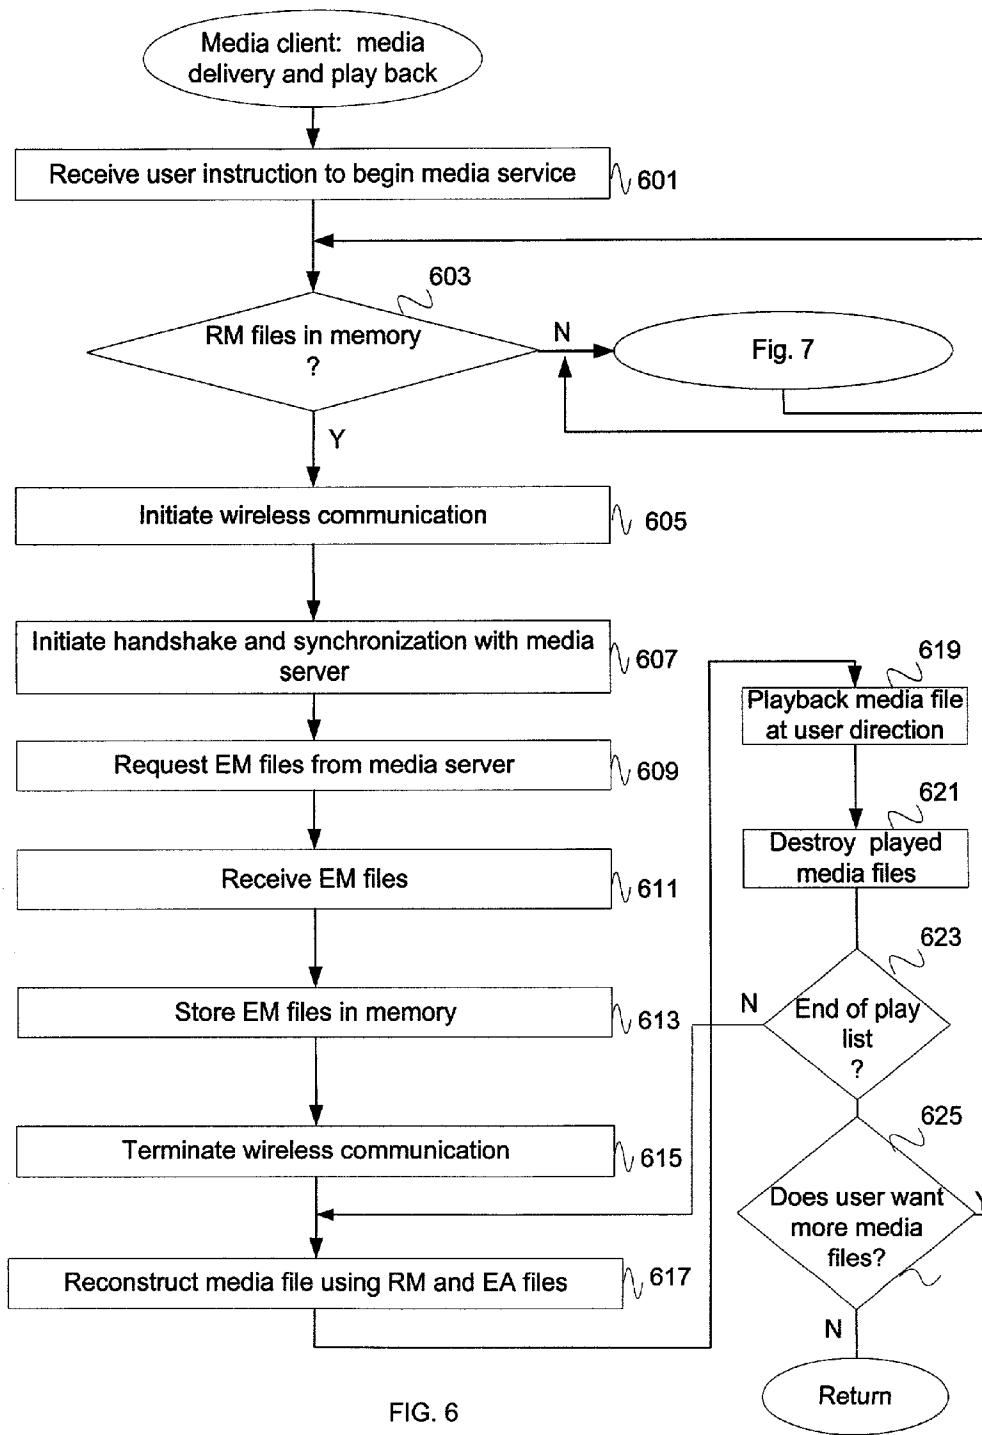 Media client: media
delivery and play back
Receive user instruction to begin media service
601
603
RM files in memory
?
N
Fig. 7
Y
Initiate wireless communication
605
Initiate handshake and synchronization with media
server
607
Request EM files from media server
609
Receive EM files
611
Store EM files in memory
613
Terminate wireless communication
615
Reconstruct media file using RM and EA files
617
619
Playback media file
at user direction
621
Destroy played
media files
623
N
End of play
list
?
625
Does user want
more media
files?
Y
N
Return
FIG. 6